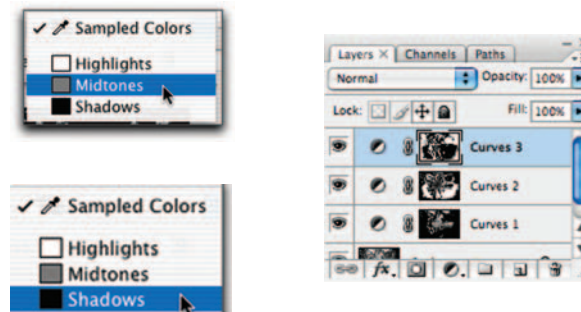 Sampled Colors
Highlights
Midtones
Shadows
Sampled Colors
Highlights
Midtones
Shadows
Layers × Channels Paths
Normal Opacity: 100%
Lock: Fill: 100%
Curves 3
Curves 2
Curves 1
fx.